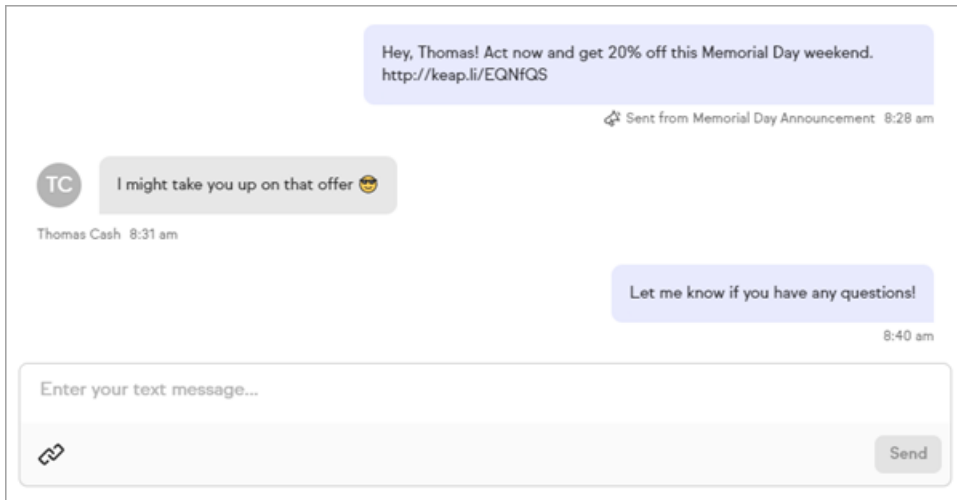 Hey, Thomas! Act now and get 20% off this Memorial Day weekend.
http://keap.li/EQNfQS
Sent from Memorial Day Announcement 8:28 am
TC
I might take you up on that offer 😎
Thomas Cash 8:31 am
Let me know if you have any questions!
8:40 am
Enter your text message...
Send